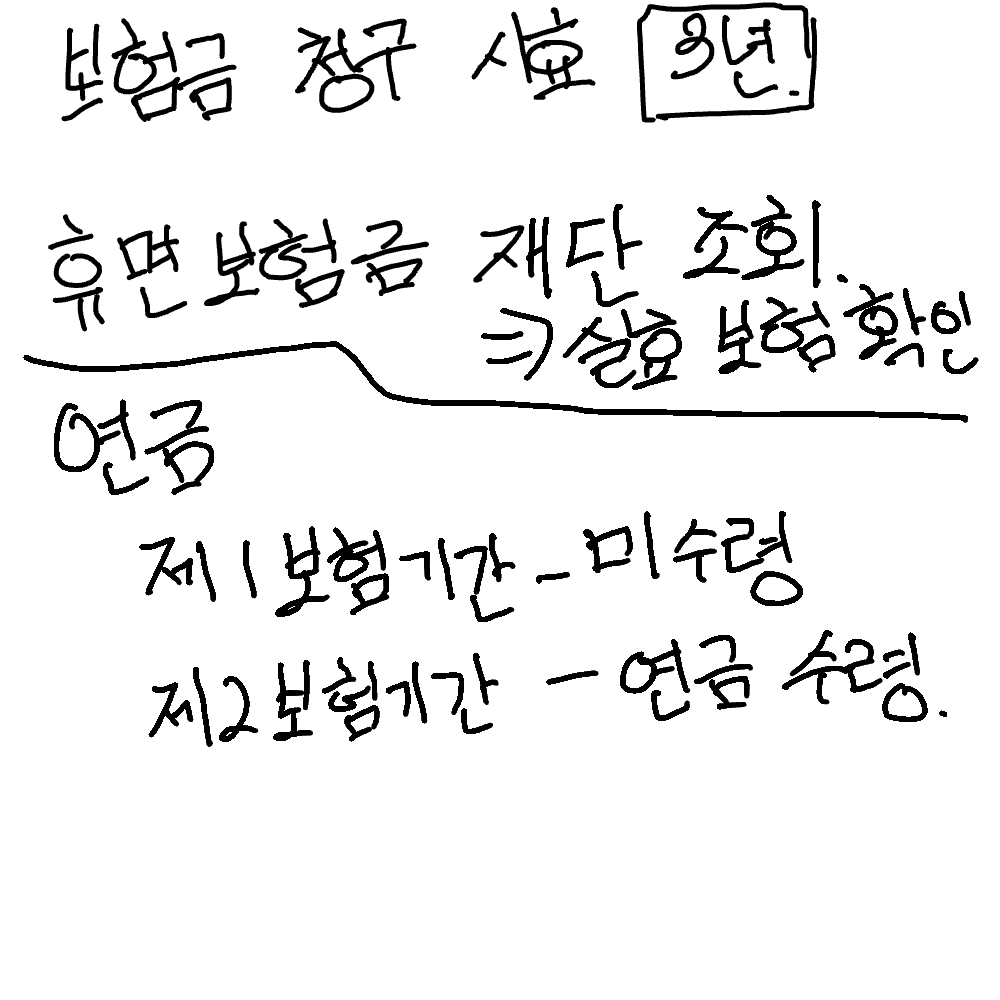 보험금 청구 시효 3년.
휴면보험금 재단 조회.
⇒ 실효 보험 확인
연금
제1보험기간 - 미수령
제2보험기간 - 연금 수령.